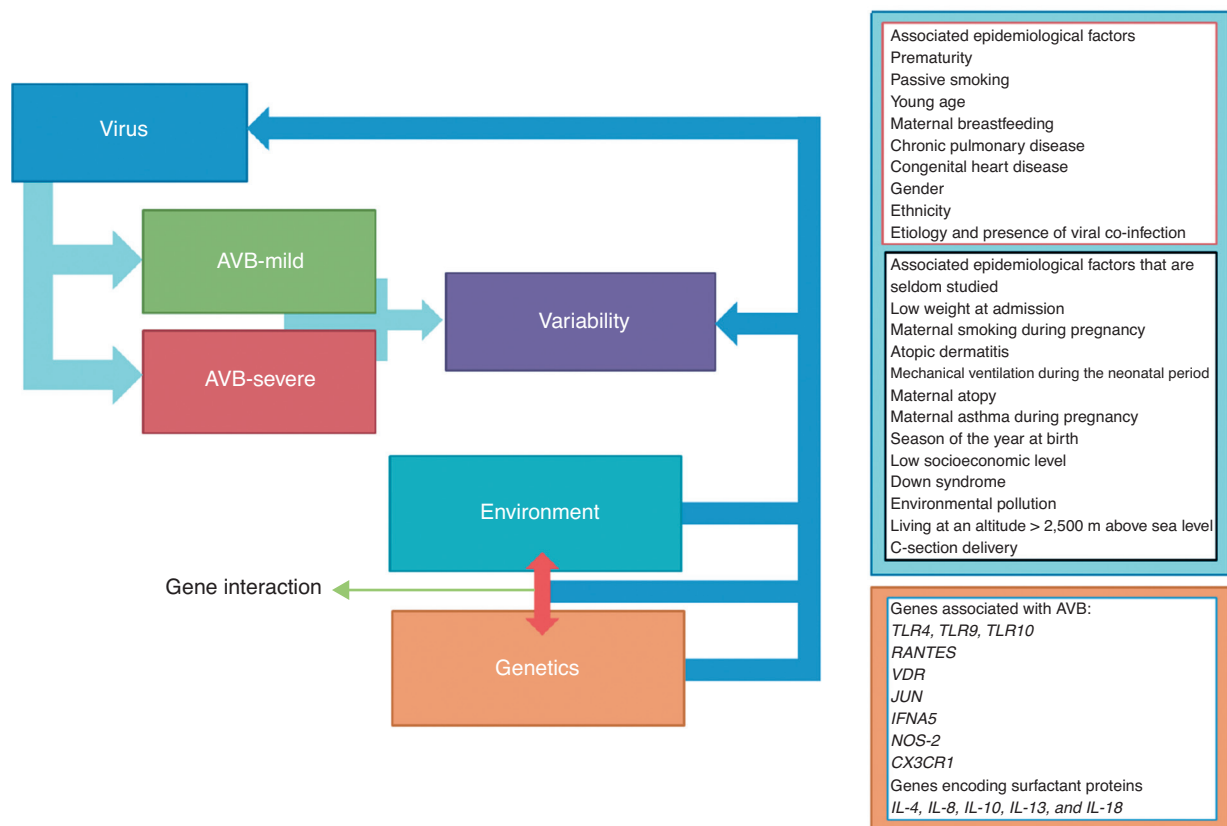 Virus
AVB-mild
AVB-severe
Variability
Environment
Gene interaction
Genetics
Associated epidemiological factors
Prematurity
Passive smoking
Young age
Maternal breastfeeding
Chronic pulmonary disease
Congenital heart disease
Gender
Ethnicity
Etiology and presence of viral co-infection
Associated epidemiological factors that are
seldom studied
Low weight at admission
Maternal smoking during pregnancy
Atopic dermatitis
Mechanical ventilation during the neonatal period
Maternal atopy
Maternal asthma during pregnancy
Season of the year at birth
Low socioeconomic level
Down syndrome
Environmental pollution
Living at an altitude > 2,500 m above sea level
C-section delivery
Genes associated with AVB:
TLR4, TLR9, TLR10
RANTES
VDR
JUN
IFNA5
NOS-2
CX3CR1
Genes encoding surfactant proteins
IL-4, IL-8, IL-10, IL-13, and IL-18